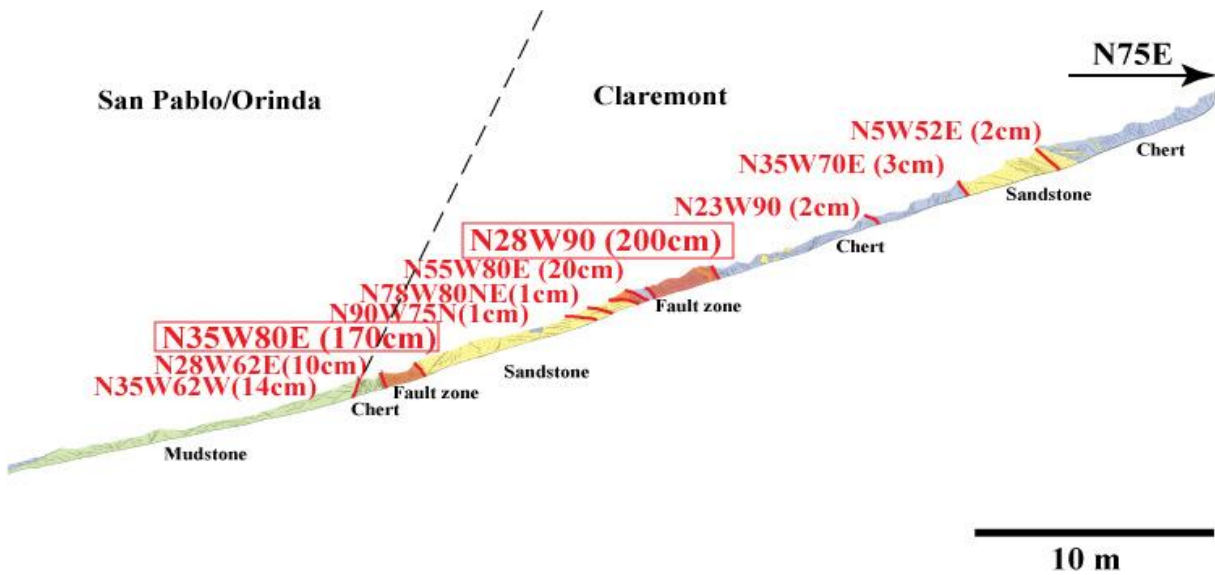 N75E
San Pablo/Orinda
Claremont
N5W52E (2cm)
Chert
N35W70E (3cm)
Sandstone
N23W90 (2cm)
Chert
N28W90 (200cm)
N55W80E (20cm)
Fault zone
N78W80NE(1cm)
N90W75N(1cm)
N35W80E (170cm)
Sandstone
N28W62E(10cm)
N35W62W(14cm)
Fault zone
Chert
Mudstone
10 m